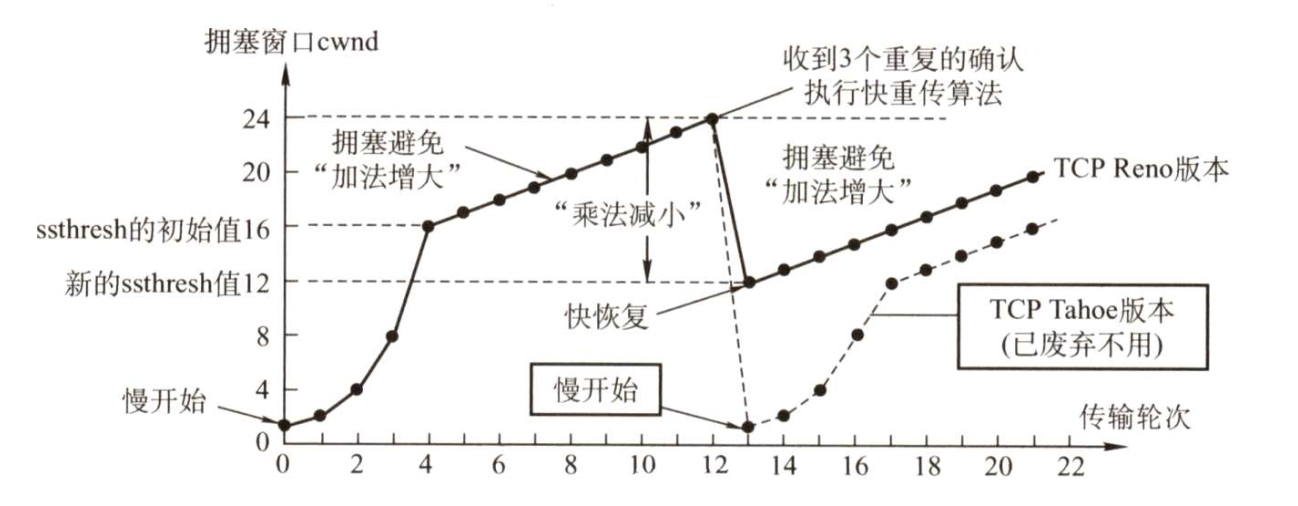 拥塞窗口cwnd
收到3个重复的确认
执行快重传算法
24
拥塞避免
“加法增大”
拥塞避免
“加法增大”
20
TCP Reno版本
“乘法减小”
ssthresh的初始值16
新的ssthresh值12
快恢复
TCP Tahoe版本
(已废弃不用)
8
慢开始
4
慢开始
传输轮次
0
0 2 4 6 8 10 12 14 16 18 20 22